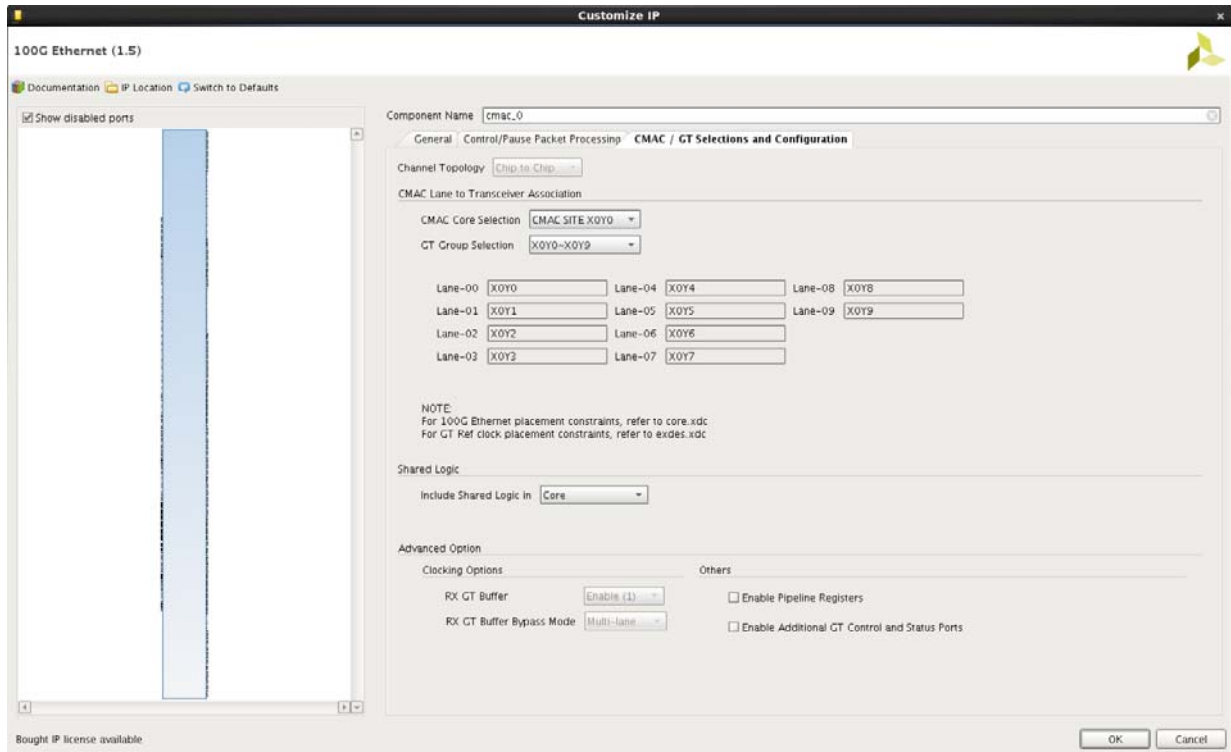 Customize IP
100G Ethernet (1.5)
Documentation IP Location Switch to Defaults
Show disabled ports
Component Name cmac_0
General Control/Pause Packet Processing CMAC / GT Selections and Configuration
Channel Topology Chip to Chip
CMAC Lane to Transceiver Association
CMAC Core Selection CMAC SITE X0Y0
GT Group Selection X0Y0~X0Y9
Lane-00 X0Y0 Lane-04 X0Y4 Lane-08 X0Y8
Lane-01 X0Y1 Lane-05 X0Y5 Lane-09 X0Y9
Lane-02 X0Y2 Lane-06 X0Y6
Lane-03 X0Y3 Lane-07 X0Y7
NOTE:
For 100G Ethernet placement constraints, refer to core.xdc
For GT Ref clock placement constraints, refer to exdes.xdc
Shared Logic
Include Shared Logic in Core
Advanced Option
Clocking Options Others
RX GT Buffer Enable (1) Enable Pipeline Registers
RX GT Buffer Bypass Mode Multi-lane Enable Additional GT Control and Status Ports
Bought IP license available
OK Cancel